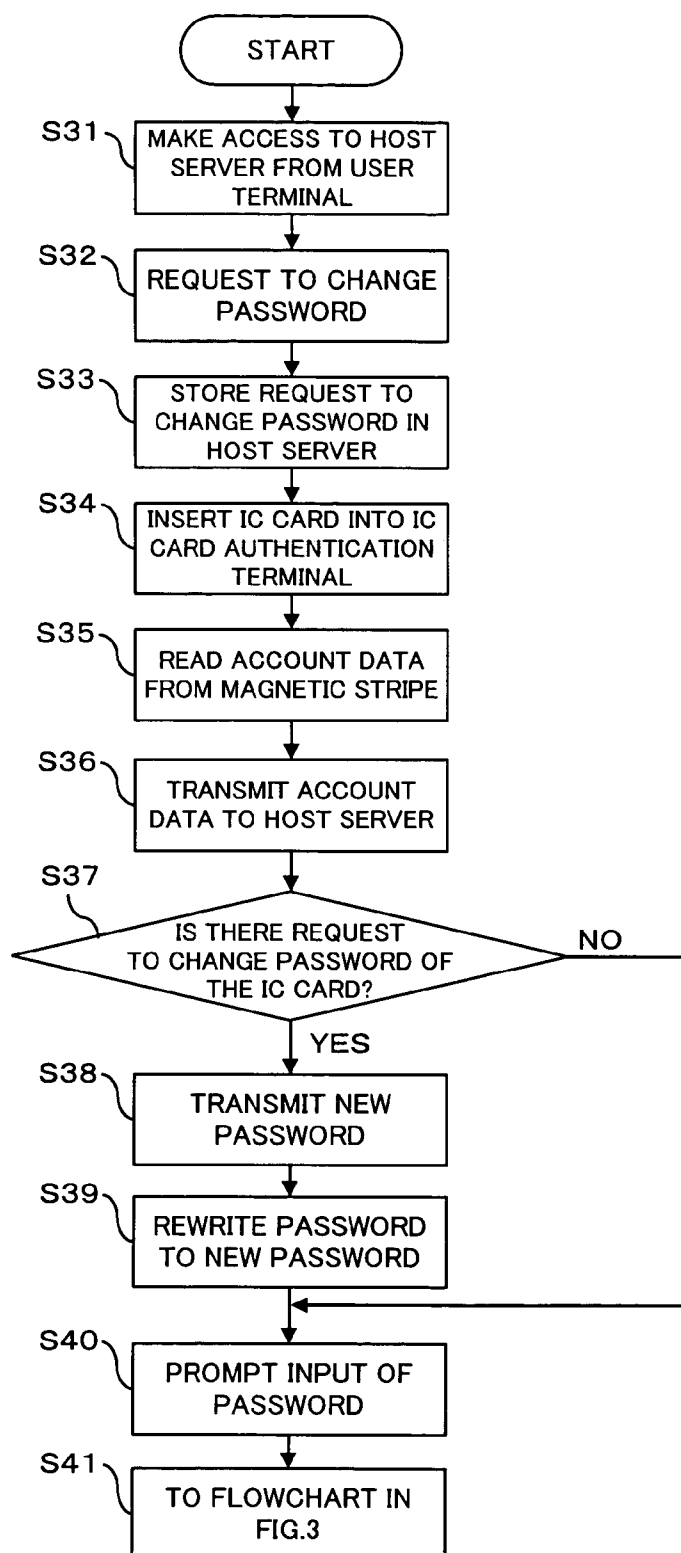 START
S31
MAKE ACCESS TO HOST
SERVER FROM USER
TERMINAL
S32
REQUEST TO CHANGE
PASSWORD
S33
STORE REQUEST TO
CHANGE PASSWORD IN
HOST SERVER
S34
INSERT IC CARD INTO IC
CARD AUTHENTICATION
TERMINAL
S35
READ ACCOUNT DATA
FROM MAGNETIC STRIPE
S36
TRANSMIT ACCOUNT
DATA TO HOST SERVER
S37
IS THERE REQUEST
TO CHANGE PASSWORD OF
THE IC CARD?
NO
YES
S38
TRANSMIT NEW
PASSWORD
S39
REWRITE PASSWORD
TO NEW PASSWORD
S40
PROMPT INPUT OF
PASSWORD
S41
TO FLOWCHART IN
FIG.3